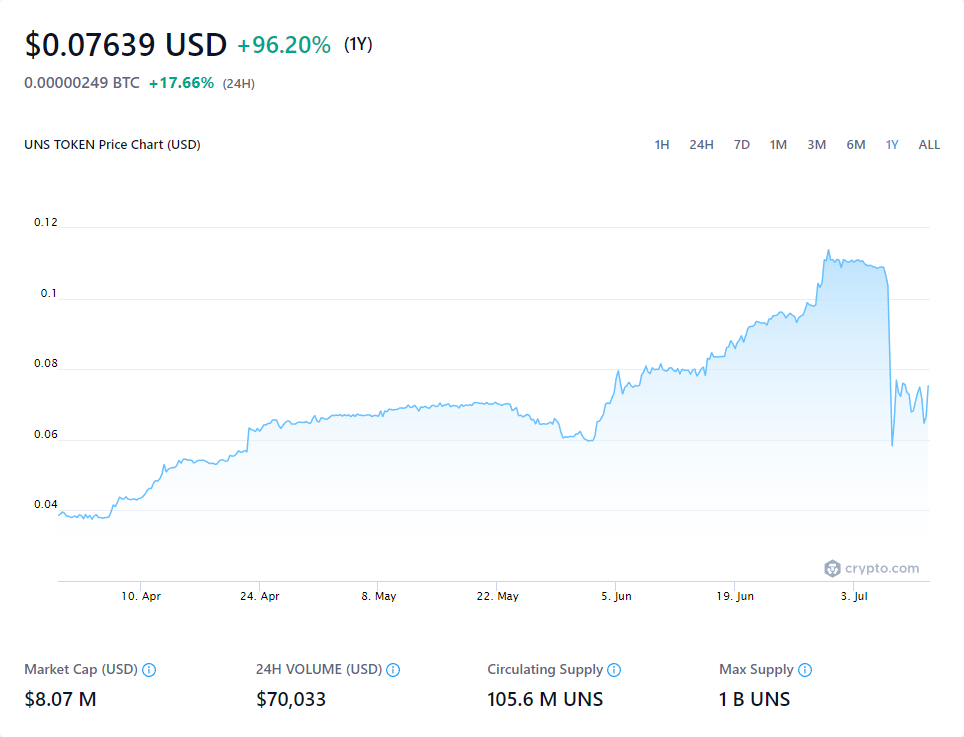 $0.07639 USD +96.20% (1Y)
0.00000249 BTC +17.66% (24H)
UNS TOKEN Price Chart (USD) 1H 24H 7D 1M 3M 6M 1Y ALL
0.12
0.1
0.08
0.06
0.04
crypto.com
10. Apr 24. Apr 8. May 22. May 5. Jun 19. Jun 3. Jul
Market Cap (USD) 24H VOLUME (USD) Circulating Supply Max Supply
$8.07 M $70,033 105.6 M UNS 1 B UNS